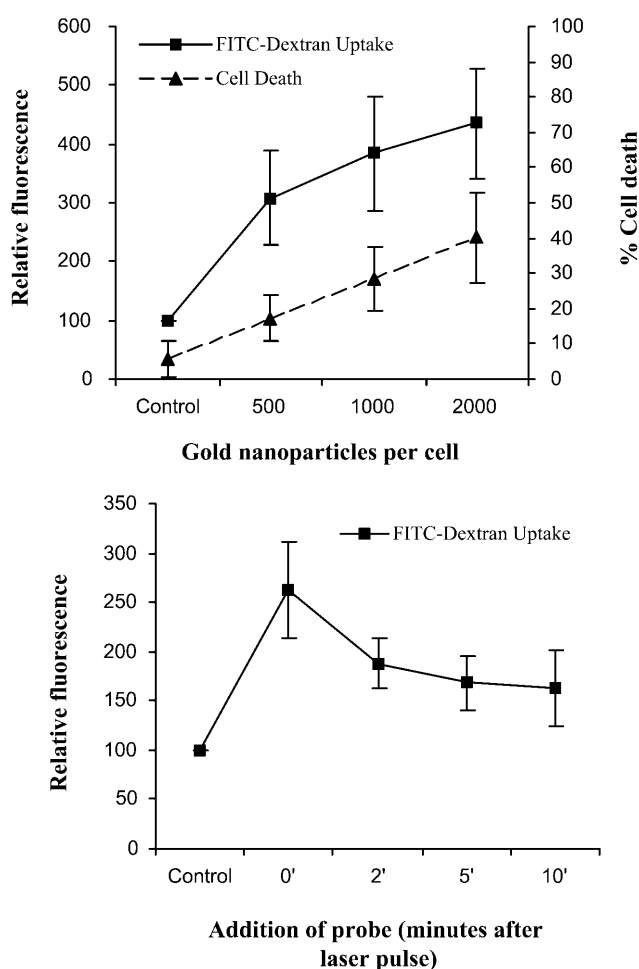 600
500
400
300
200
100
0
Relative fluorescence
FITC-Dextran Uptake
Cell Death
100
90
80
70
60
50
40
30
20
10
0
% Cell death
Control 500 1000 2000
Gold nanoparticles per cell
350
300
250
200
150
100
50
0
Relative fluorescence
FITC-Dextran Uptake
Control 0' 2' 5' 10'
Addition of probe (minutes after
laser pulse)